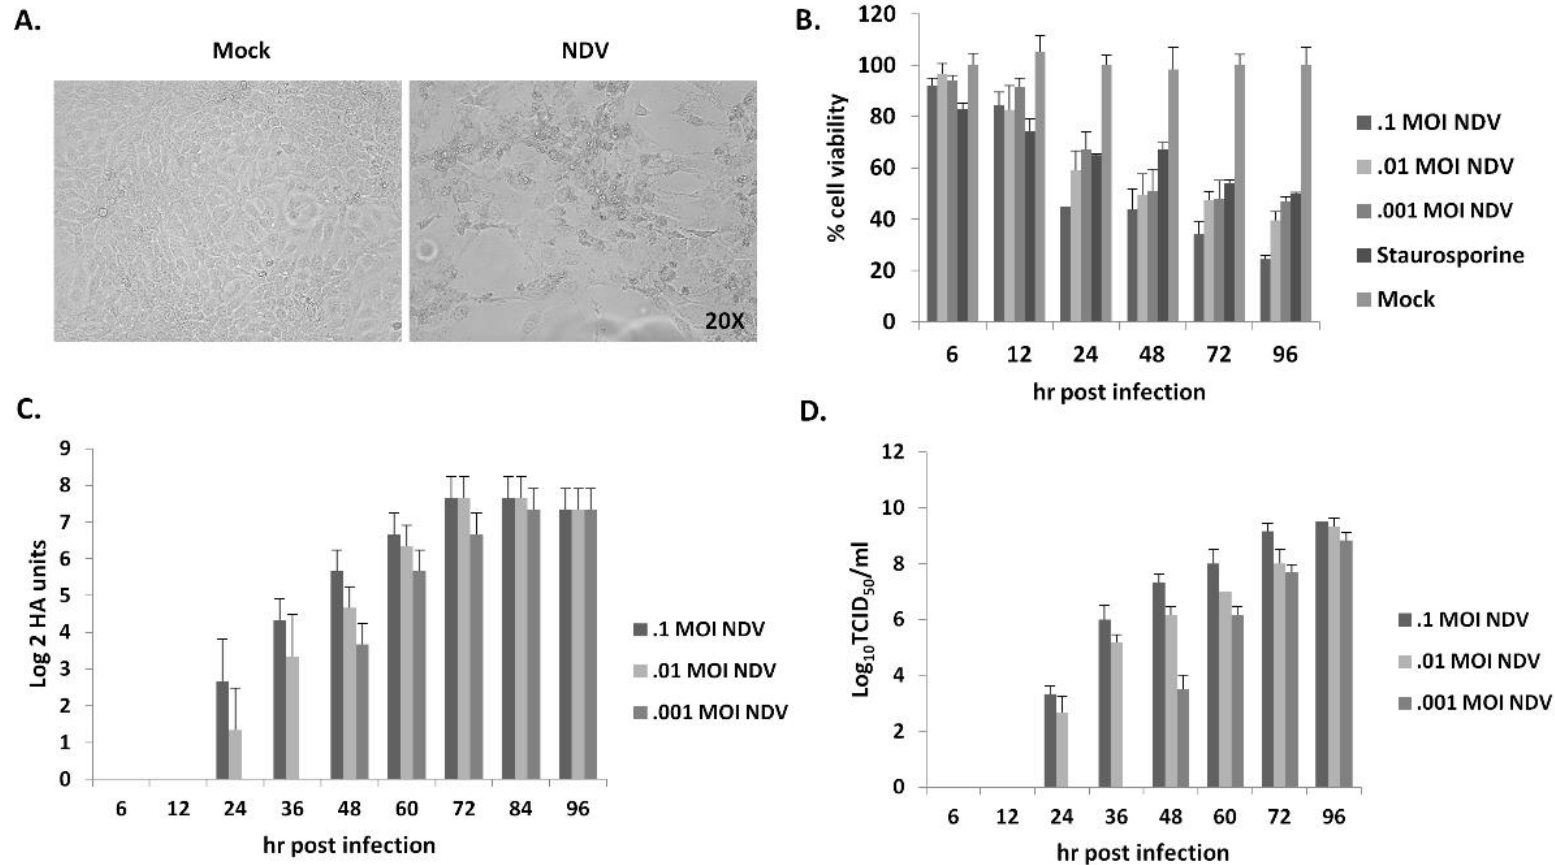 A.
Mock
NDV
20X
B.
% cell viability
120
100
80
60
40
20
0
6 12 24 48 72 96
hr post infection
.1 MOI NDV
.01 MOI NDV
.001 MOI NDV
Staurosporine
Mock
C.
Log 2 HA units
9
8
7
6
5
4
3
2
1
0
6 12 24 36 48 60 72 84 96
hr post infection
.1 MOI NDV
.01 MOI NDV
.001 MOI NDV
D.
Log₁₀TCID₅₀/ml
12
10
8
6
4
2
0
6 12 24 36 48 60 72 96
hr post infection
.1 MOI NDV
.01 MOI NDV
.001 MOI NDV